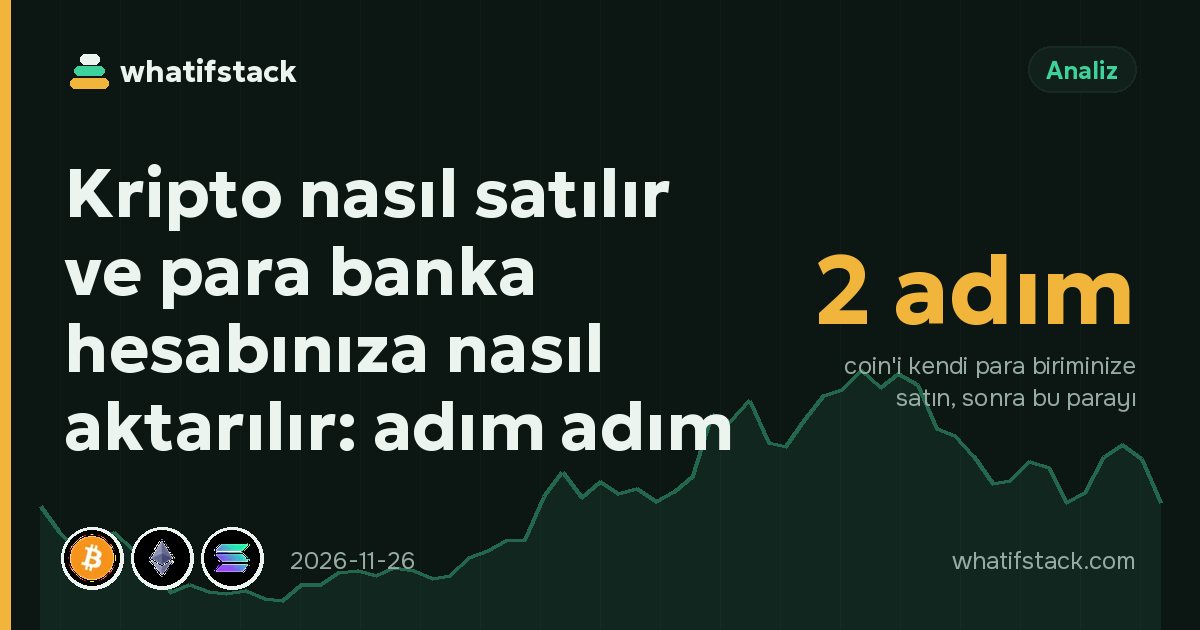 whatifstack
Analiz
Kripto nasıl satılır
ve para banka
hesabınıza nasıl
aktarılır: adım adım
2 adım
coin'i kendi para biriminize
satın, sonra bu parayı
2026-11-26
whatifstack.com